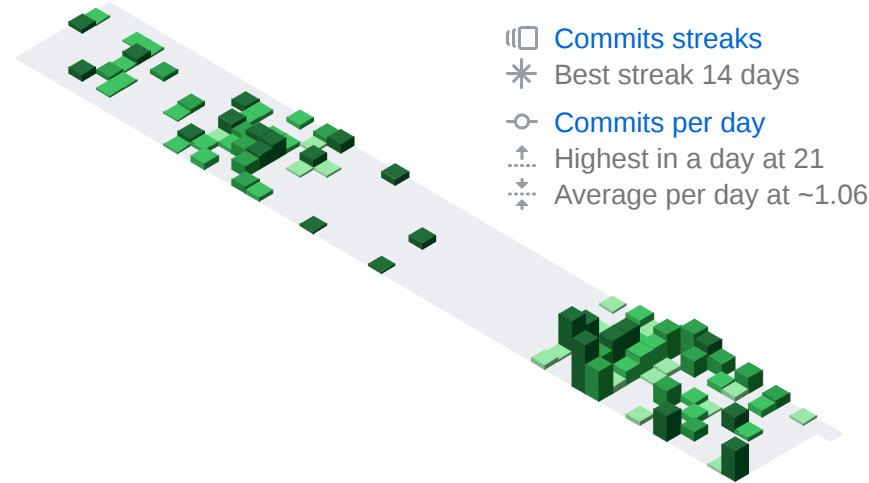 Commits streaks
Best streak 14 days
Commits per day
Highest in a day at 21
Average per day at ~1.06